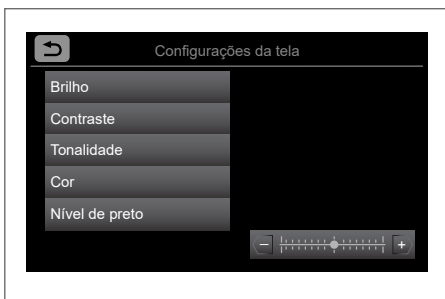 Configurações da tela
Brilho
Contraste
Tonalidade
Cor
Nível de preto